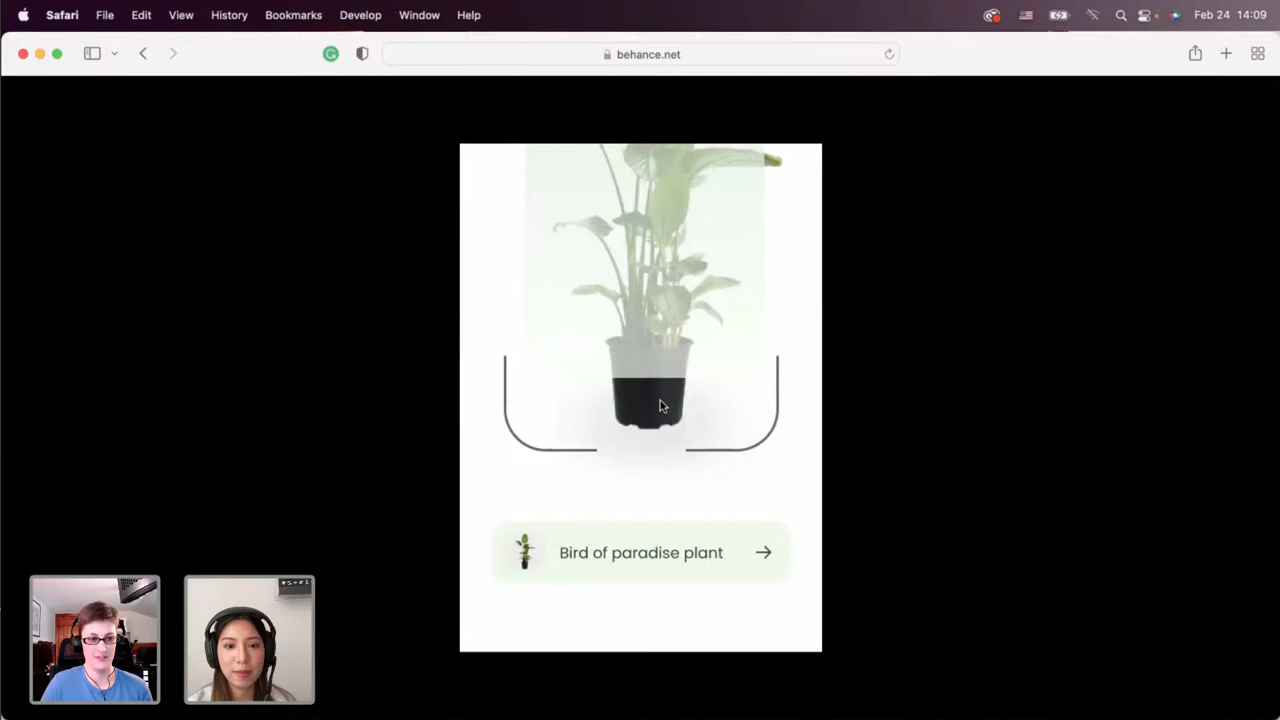 Safari File Edit View History Bookmarks Develop Window Help Feb 24 14:09
behance.net
Bird of paradise plant